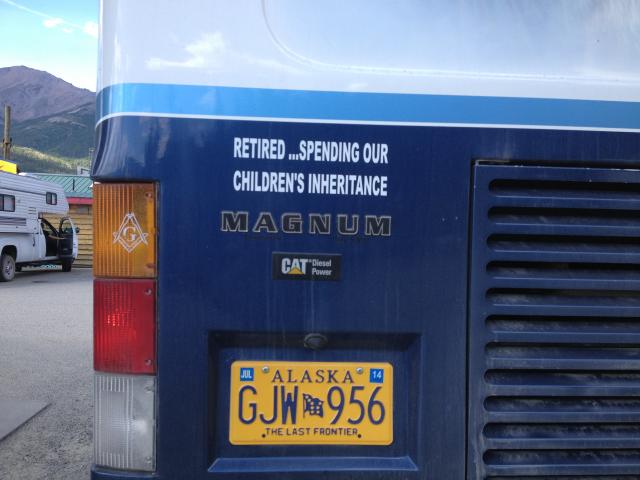 RETIRED ...SPENDING OUR
CHILDREN'S INHERITANCE
MAGNUM
CAT Diesel
Power
G
JUL ALASKA 14
GJW 956
THE LAST FRONTIER